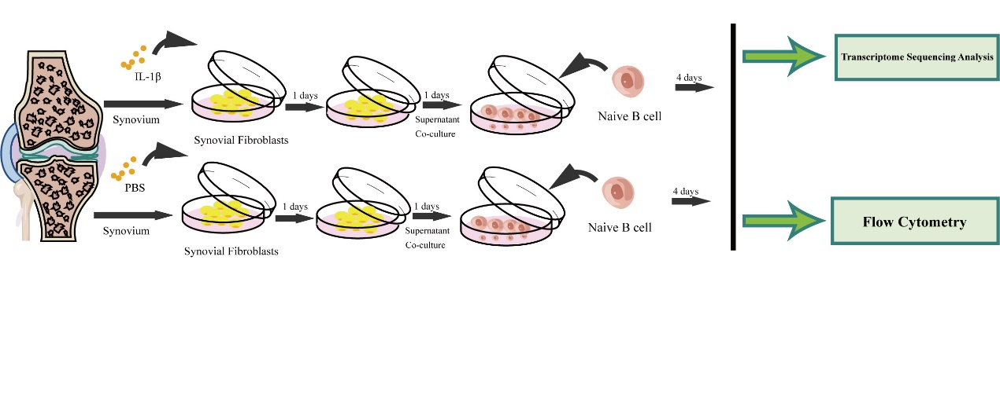 IL-1β
Synovium
Synovial Fibroblasts
1 days
1 days
Supernatant
Co-culture
Naive B cell
4 days
Transcriptome Sequencing Analysis
PBS
Synovium
Synovial Fibroblasts
1 days
1 days
Supernatant
Co-culture
Naive B cell
4 days
Flow Cytometry